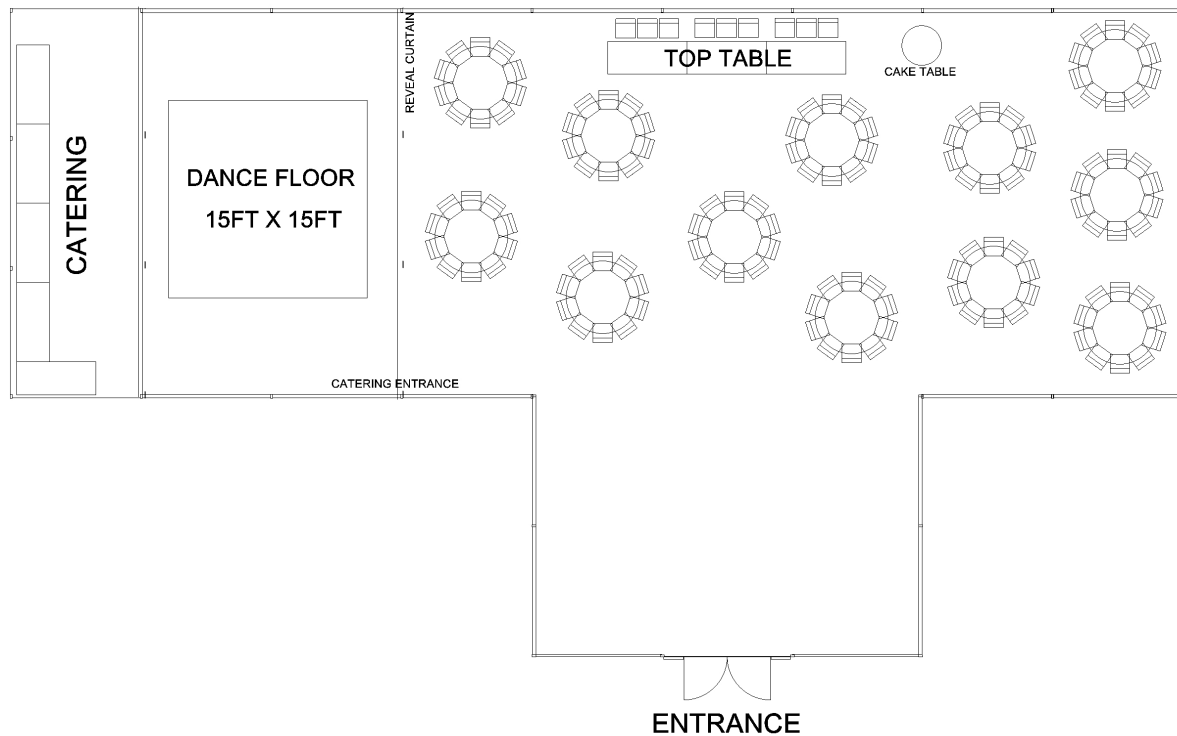 REVEAL CURTAIN
TOP TABLE
CAKE TABLE
CATERING
DANCE FLOOR
15FT X 15FT
CATERING ENTRANCE
ENTRANCE